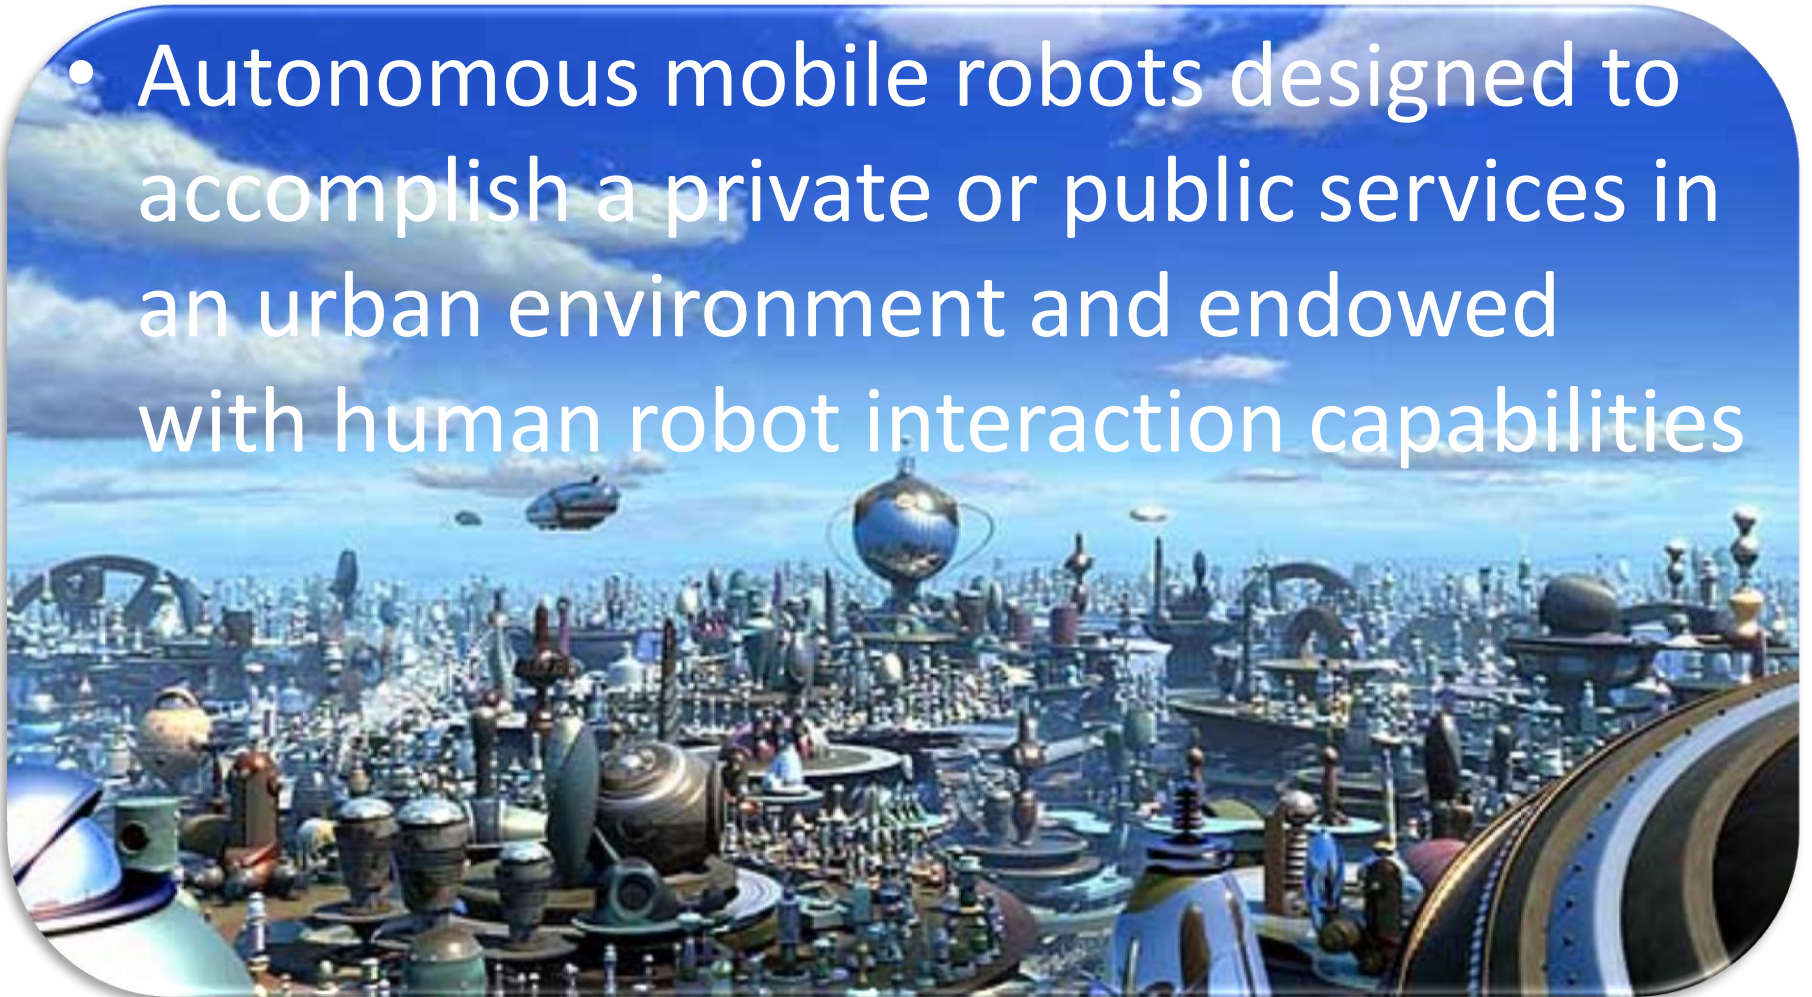 • Autonomous mobile robots designed to
accomplish a private or public services in
an urban environment and endowed
with human robot interaction capabilities